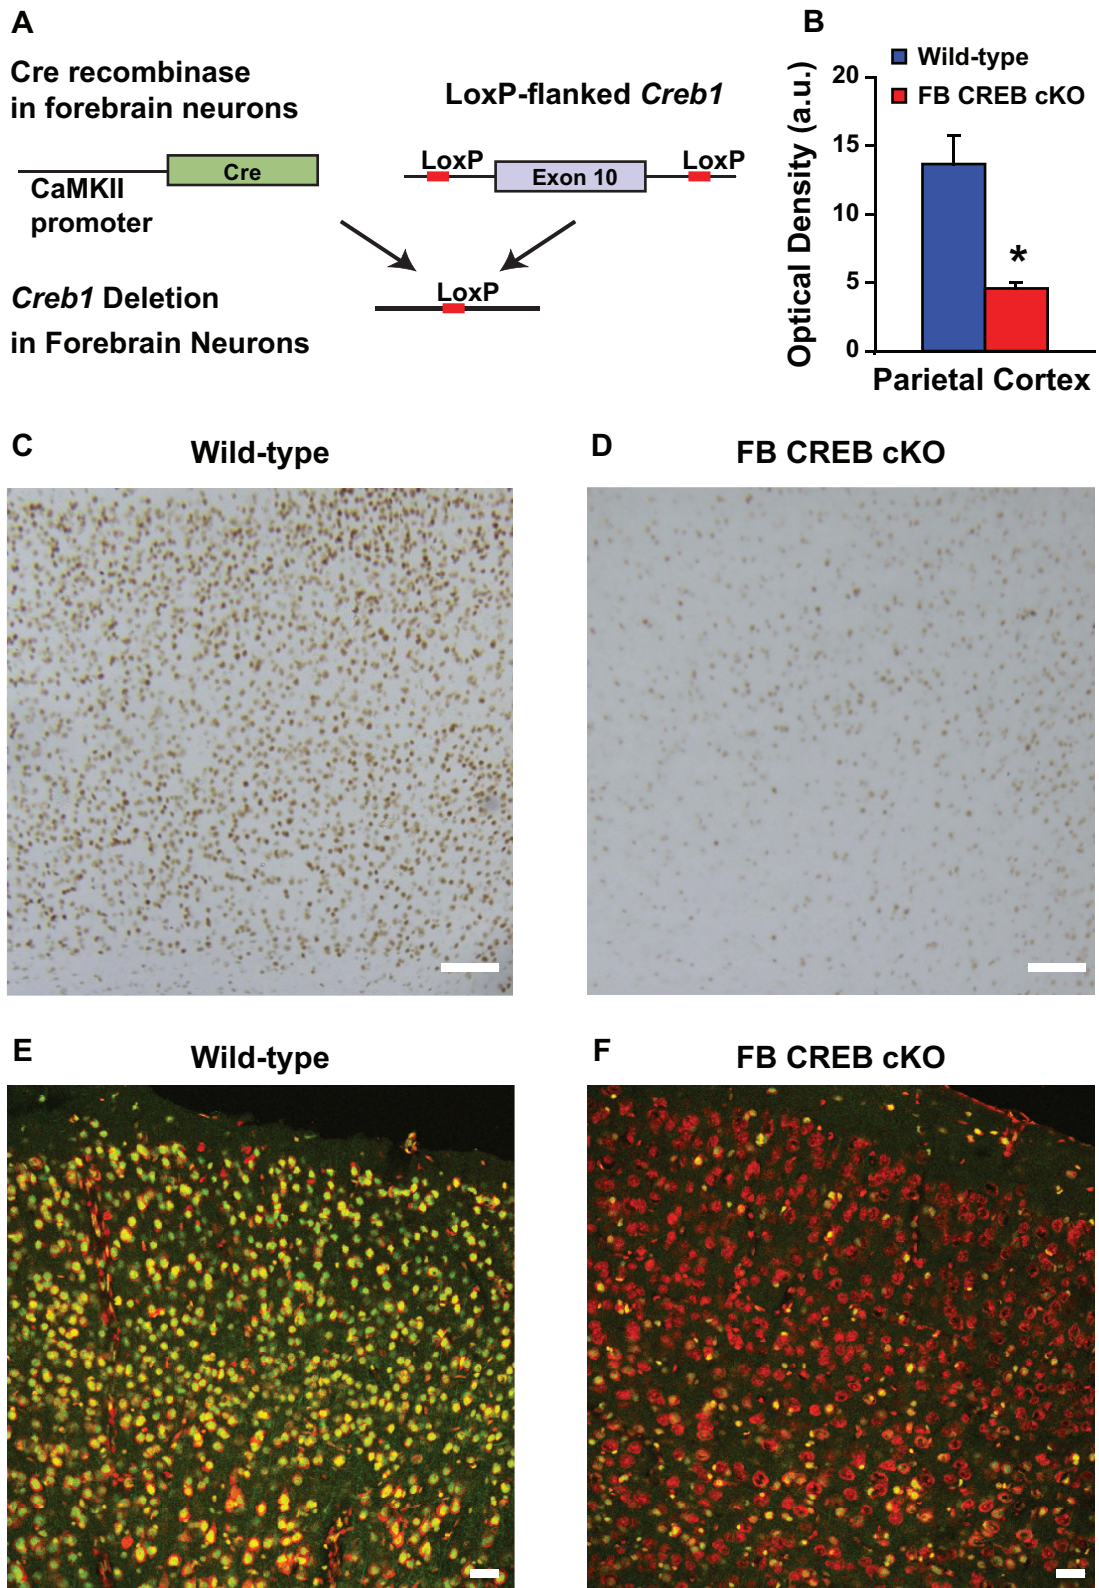 A
Cre recombinase
in forebrain neurons
LoxP-flanked Creb1
Cre
CaMKII
promoter
LoxP
Exon 10
LoxP
Creb1 Deletion
in Forebrain Neurons
LoxP
B
Wild-type
FB CREB cKO
Optical Density (a.u.)
20
15
10
5
0
*
Parietal Cortex
C
Wild-type
D
FB CREB cKO
E
Wild-type
F
FB CREB cKO